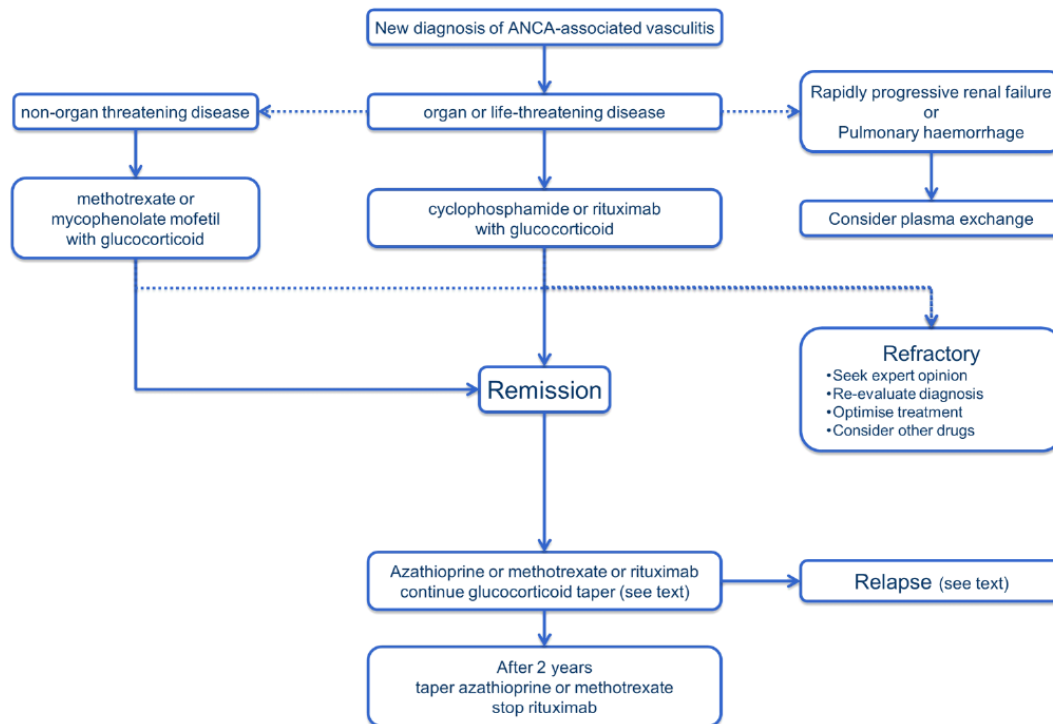 New diagnosis of ANCA-associated vasculitis
non-organ threatening disease
organ or life-threatening disease
Rapidly progressive renal failure
or
Pulmonary haemorrhage
methotrexate or
mycophenolate mofetil
with glucocorticoid
cyclophosphamide or rituximab
with glucocorticoid
Consider plasma exchange
Remission
Refractory
•Seek expert opinion
•Re-evaluate diagnosis
•Optimise treatment
•Consider other drugs
Azathioprine or methotrexate or rituximab
continue glucocorticoid taper (see text)
Relapse (see text)
After 2 years
taper azathioprine or methotrexate
stop rituximab